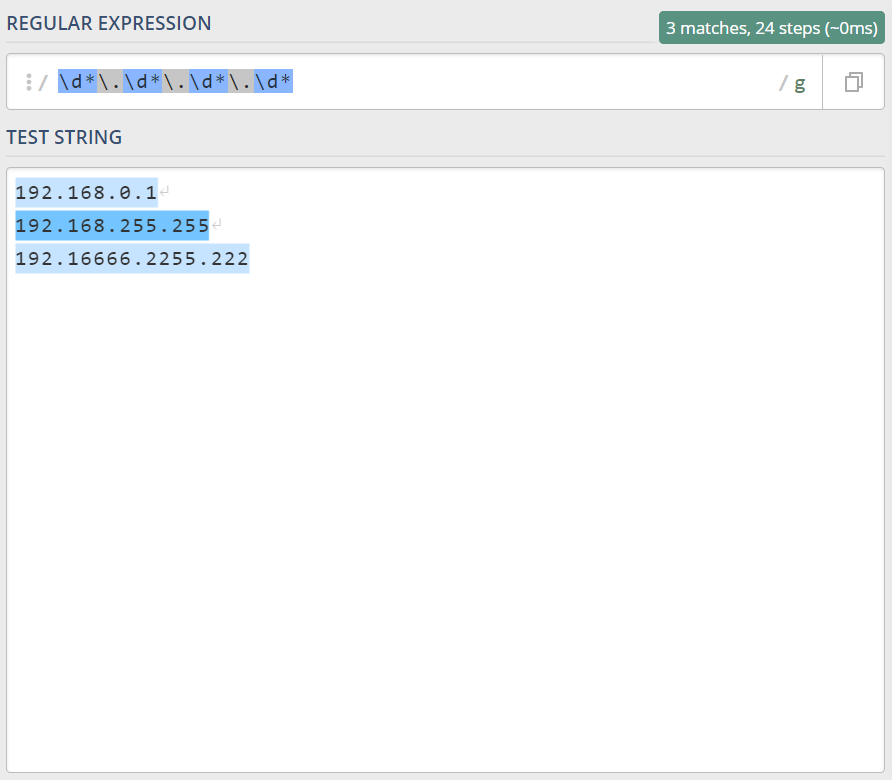 REGULAR EXPRESSION
3 matches, 24 steps (~0ms)
/ \d*\.\d*\.\d*\.\d* / g
TEST STRING
192.168.0.1↵
192.168.255.255↵
192.16666.2255.222